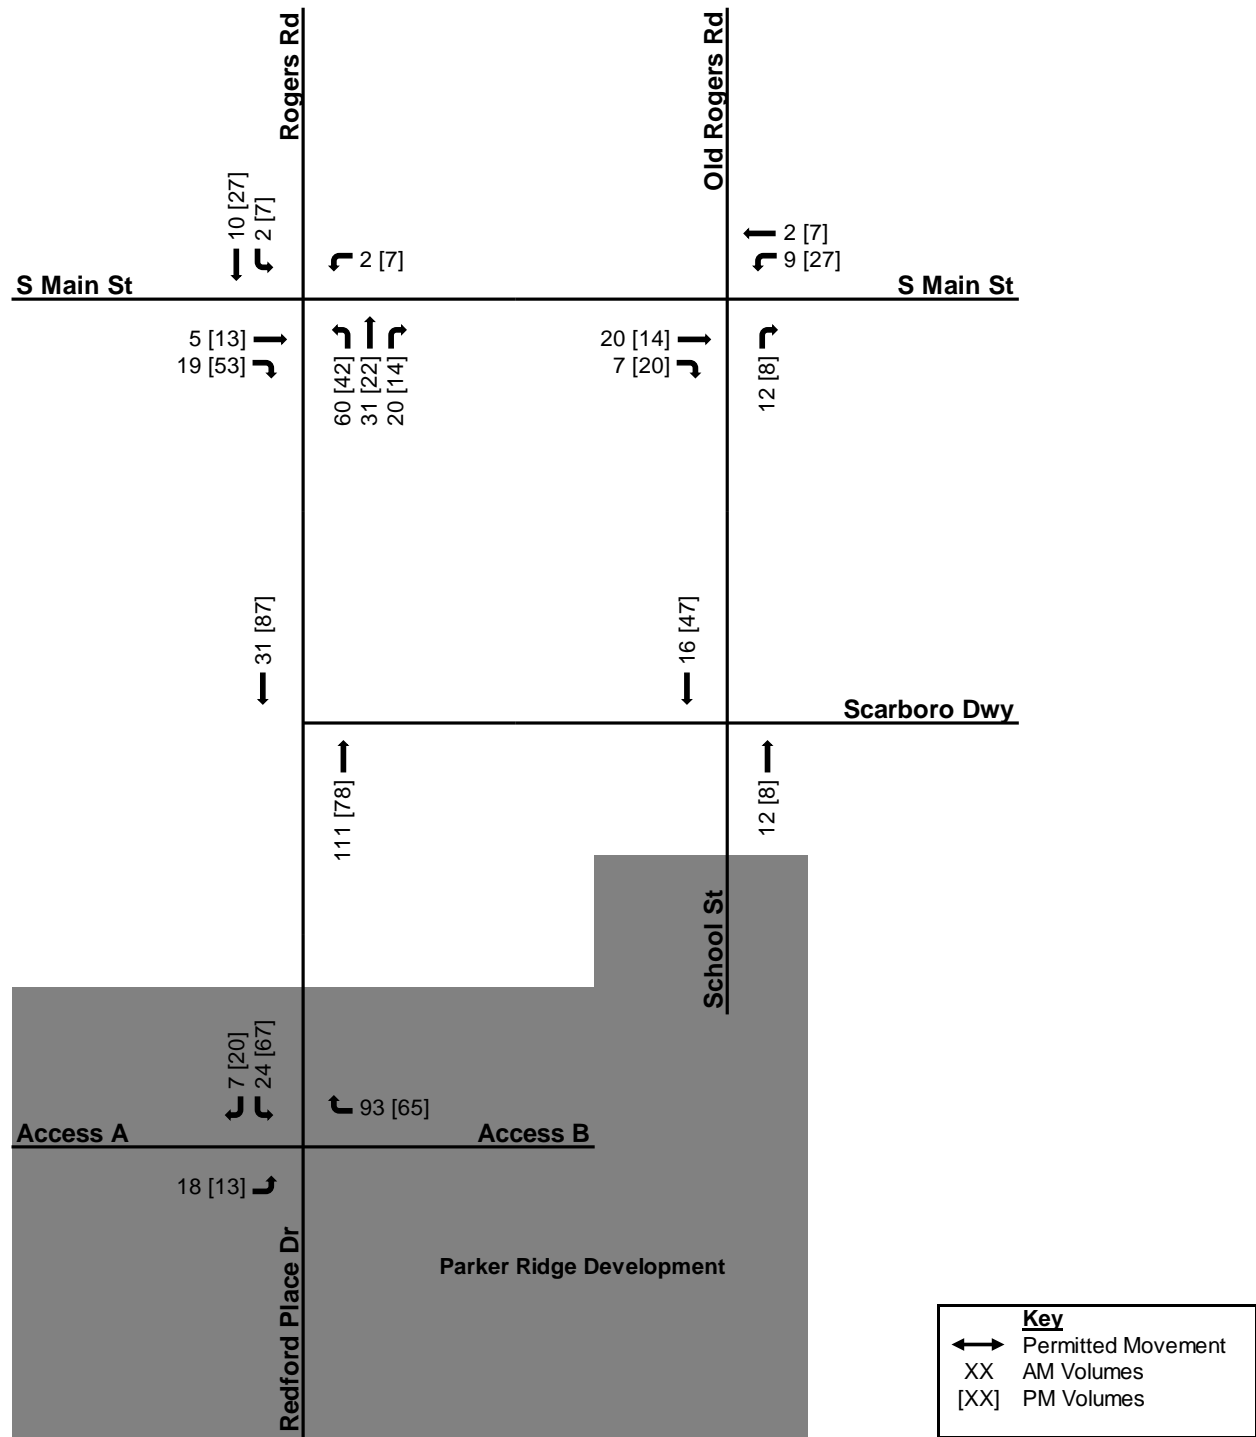 Rogers Rd
Old Rogers Rd
10 [27]
2 [7]
2 [7]
2 [7]
9 [27]
S Main St
S Main St
5 [13]
19 [53]
60 [42]
31 [22]
20 [14]
20 [14]
7 [20]
12 [8]
31 [87]
16 [47]
Scarboro Dwy
111 [78]
12 [8]
School St
7 [20]
24 [67]
93 [65]
Access A
Access B
18 [13]
Redford Place Dr
Parker Ridge Development
Key
Permitted Movement
XX AM Volumes
[XX] PM Volumes